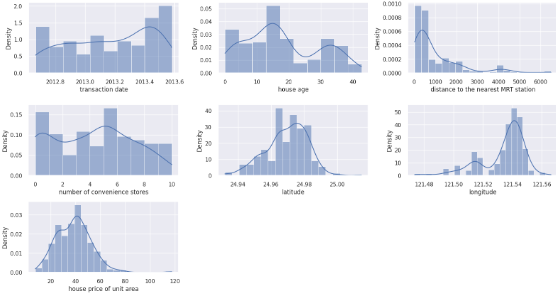 2.0
1.5
1.0
0.5
0.0
Density
2012.8 2013.0 2013.2 2013.4 2013.6
transaction date
0.05
0.04
0.03
0.02
0.01
0.00
Density
0 10 20 30 40
house age
0.0010
0.0008
0.0006
0.0004
0.0002
0.0000
Density
0 1000 2000 3000 4000 5000 6000
distance to the nearest MRT station
0.15
0.10
0.05
0.00
Density
0 2 4 6 8 10
number of convenience stores
40
30
20
10
0
Density
24.94 24.96 24.98 25.00
latitude
50
40
30
20
10
0
Density
121.48 121.50 121.52 121.54 121.56
longitude
0.03
0.02
0.01
0.00
Density
0 20 40 60 80 100 120
house price of unit area